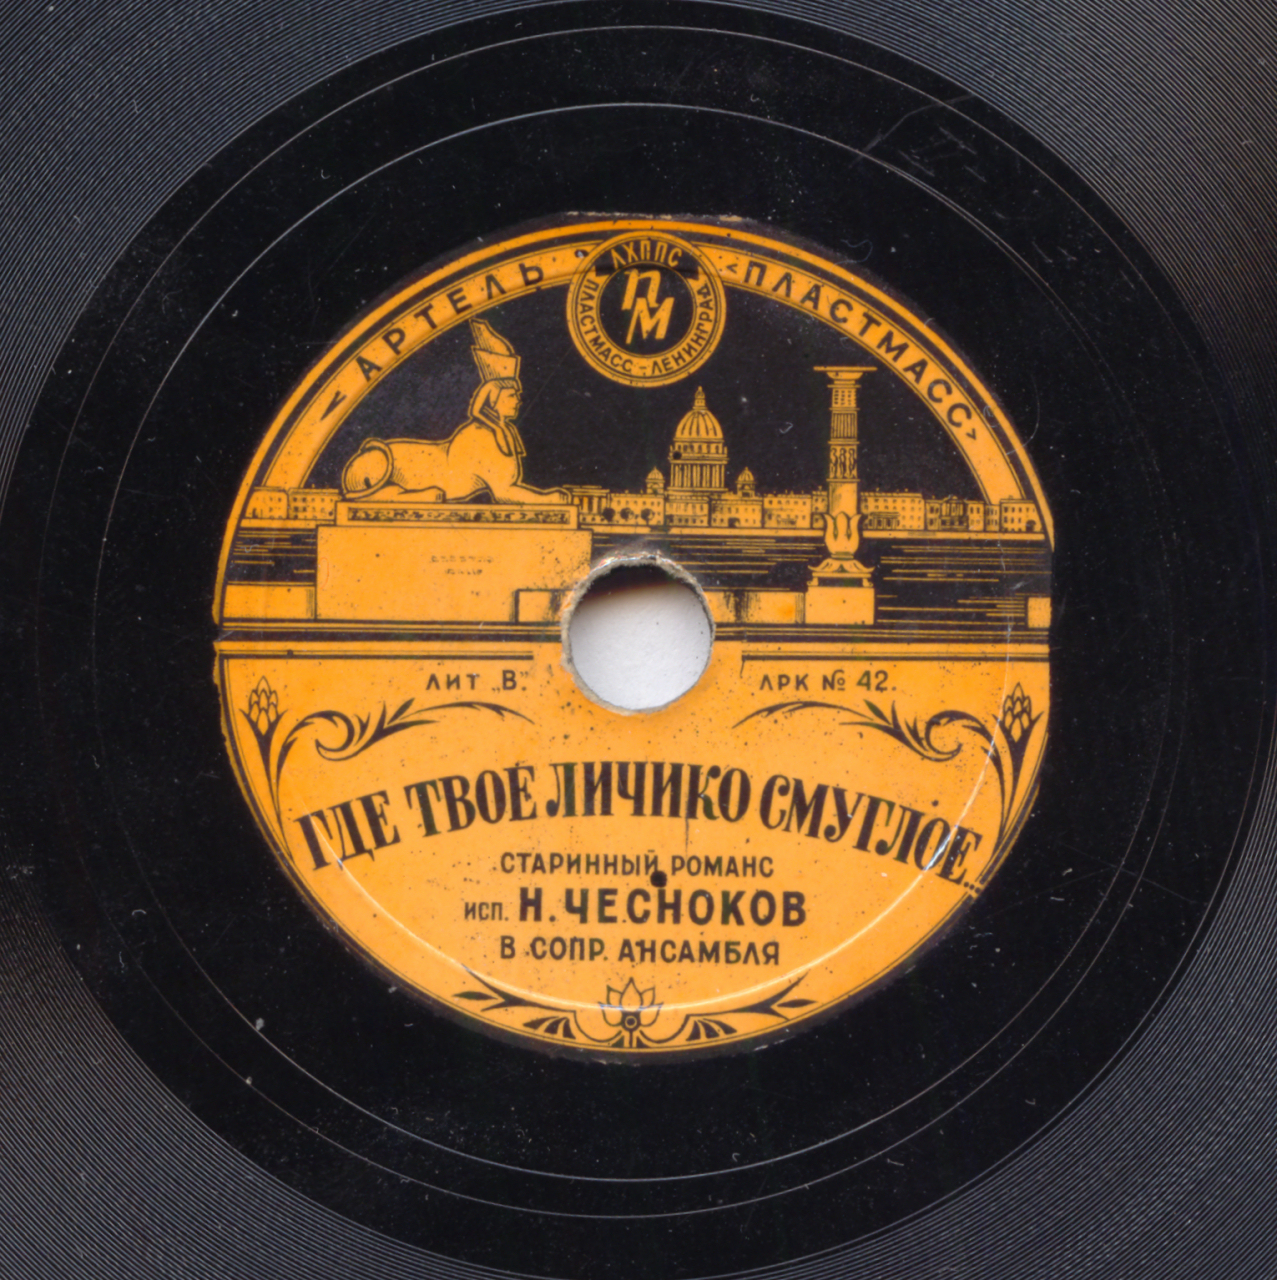 «АРТЕЛЬ» «ПЛАСТМАСС»
ЛХППС
ПМ
ПЛАСТМАСС-ЛЕНИНГРАД
ЛИТ „В." ЛРК № 42.
ГДЕ ТВОЕ ЛИЧИКО СМУГЛОЕ...
СТАРИННЫЙ РОМАНС
ИСП. Н. ЧЕСНОКОВ
В СОПР. АНСАМБЛЯ